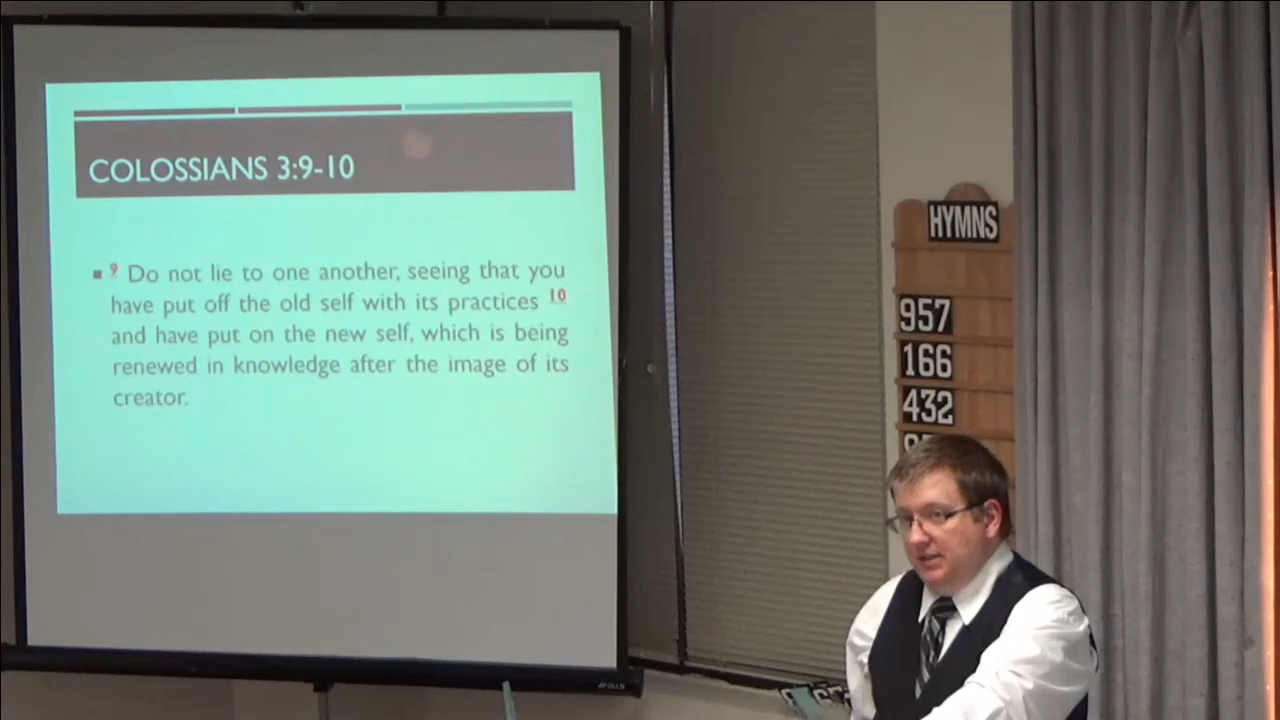 COLOSSIANS 3:9-10
9 Do not lie to one another, seeing that you
have put off the old self with its practices 10
and have put on the new self, which is being
renewed in knowledge after the image of its
creator.
HYMNS
957
166
432